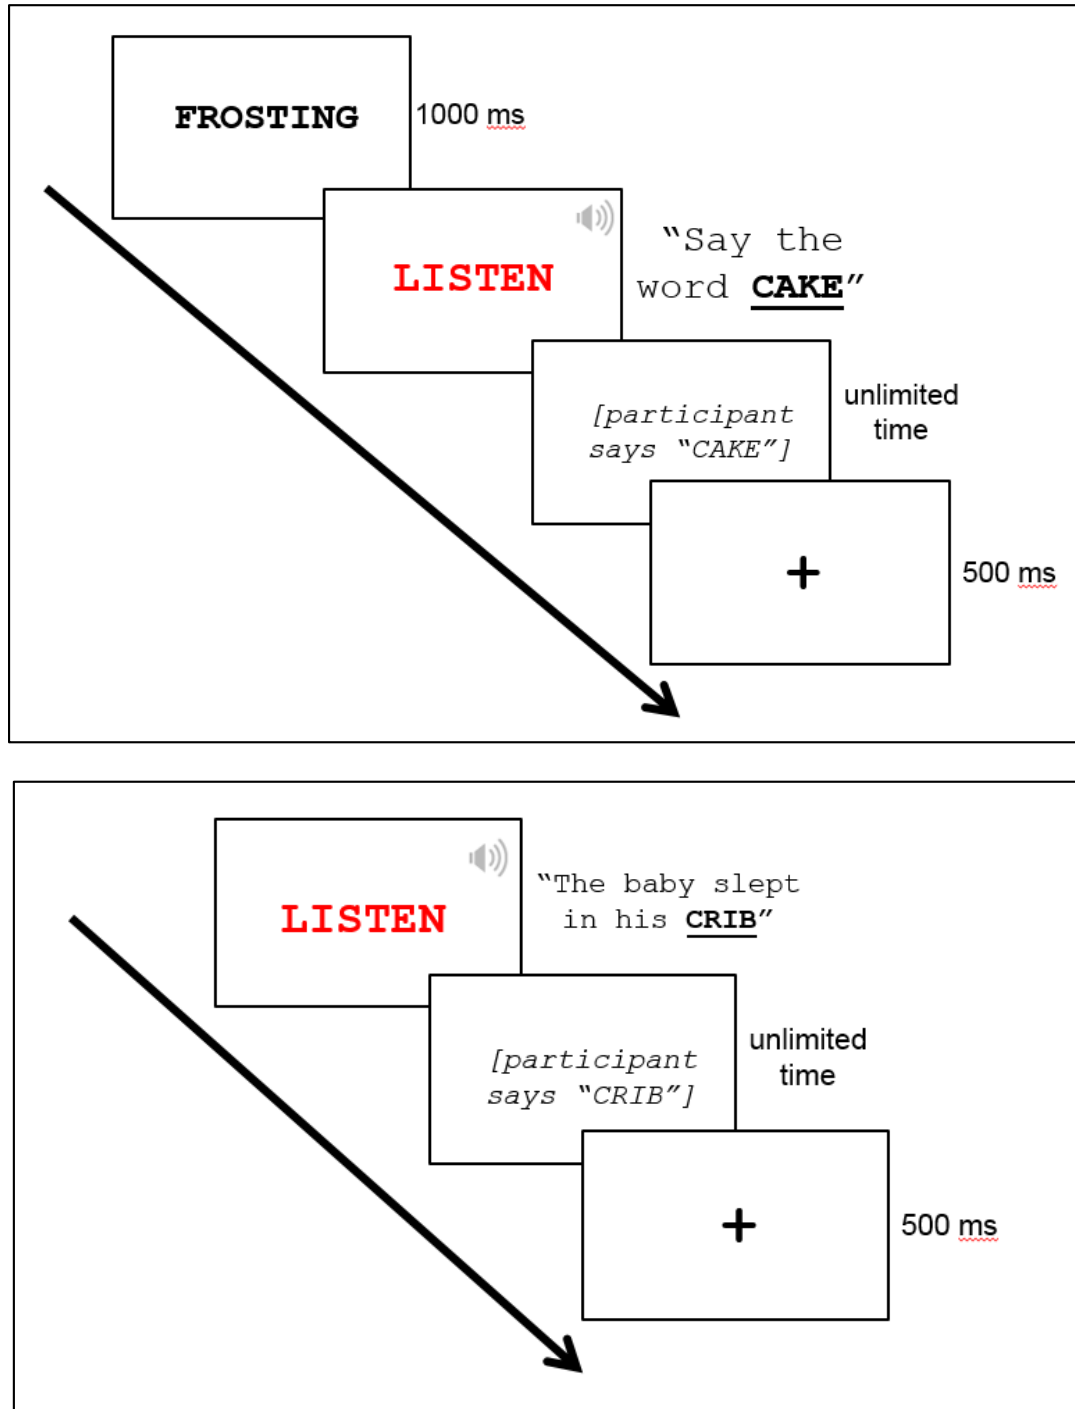 FROSTING
1000 ms
LISTEN
“Say the
word CAKE”
[participant
says “CAKE”]
unlimited
time
+
500 ms
LISTEN
“The baby slept
in his CRIB”
[participant
says “CRIB”]
unlimited
time
+
500 ms